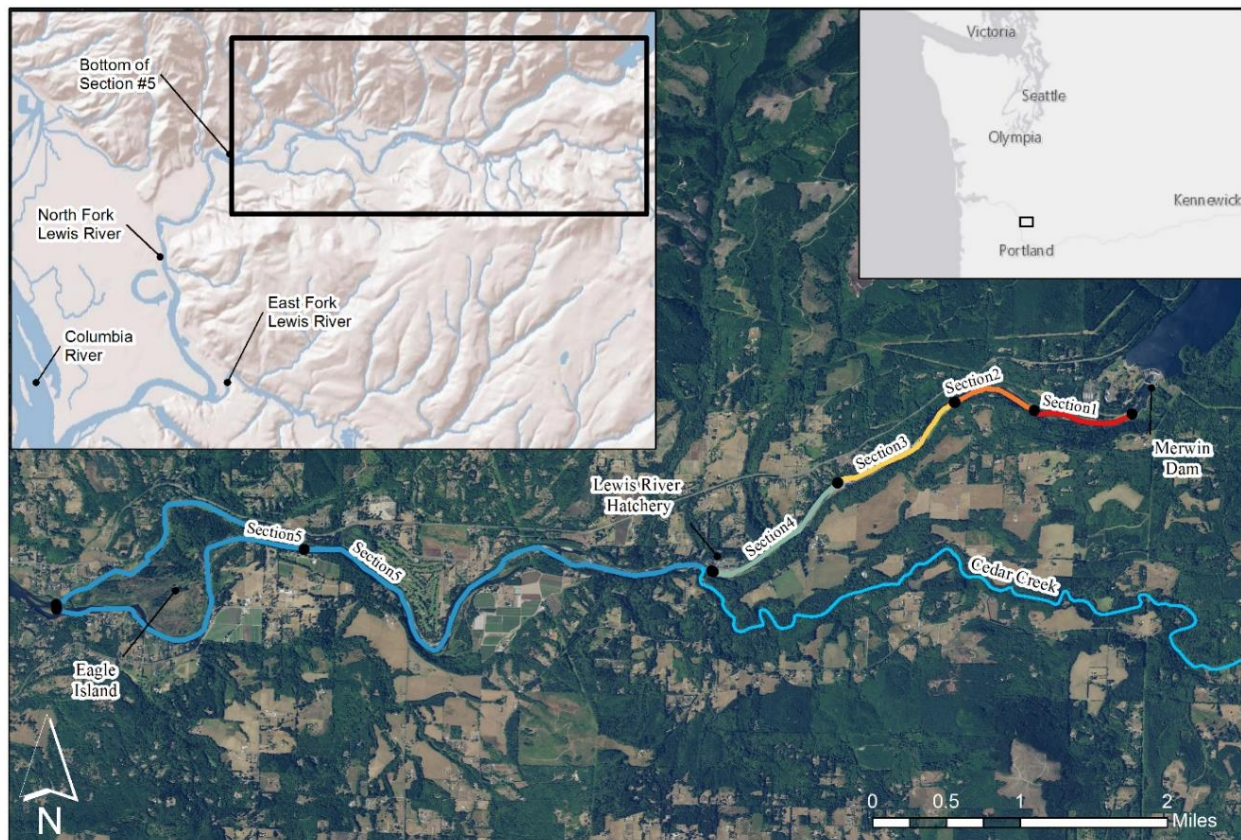 Bottom of
Section #5
North Fork
Lewis River
East Fork
Lewis River
Columbia
River
Victoria
Seattle
Olympia
Kennewick
Portland
Section2
Section1
Section3
Merwin
Dam
Lewis River
Hatchery
Section4
Section5
Section5
Cedar Creek
Eagle
Island
N
0 0.5 1 2
Miles